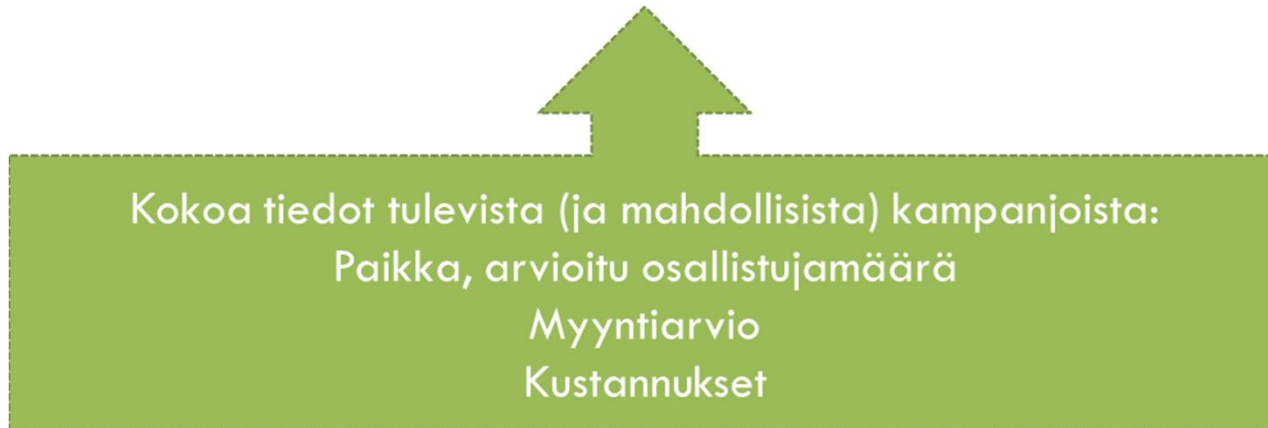 Kokoa tiedot tulevista (ja mahdollisista) kampanjoista:
Paikka, arvioitu osallistujamäärä
Myyntiarvio
Kustannukset